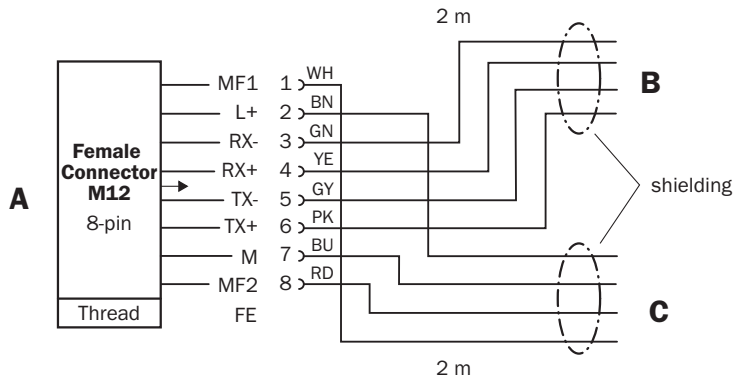 2 m
MF1 1 WH
L+ 2 BN
RX- 3 GN
RX+ 4 YE
TX- 5 GY
TX+ 6 PK
M 7 BU
MF2 8 RD
FE
A
Female
Connector
M12
8-pin
Thread
B
shielding
C
2 m